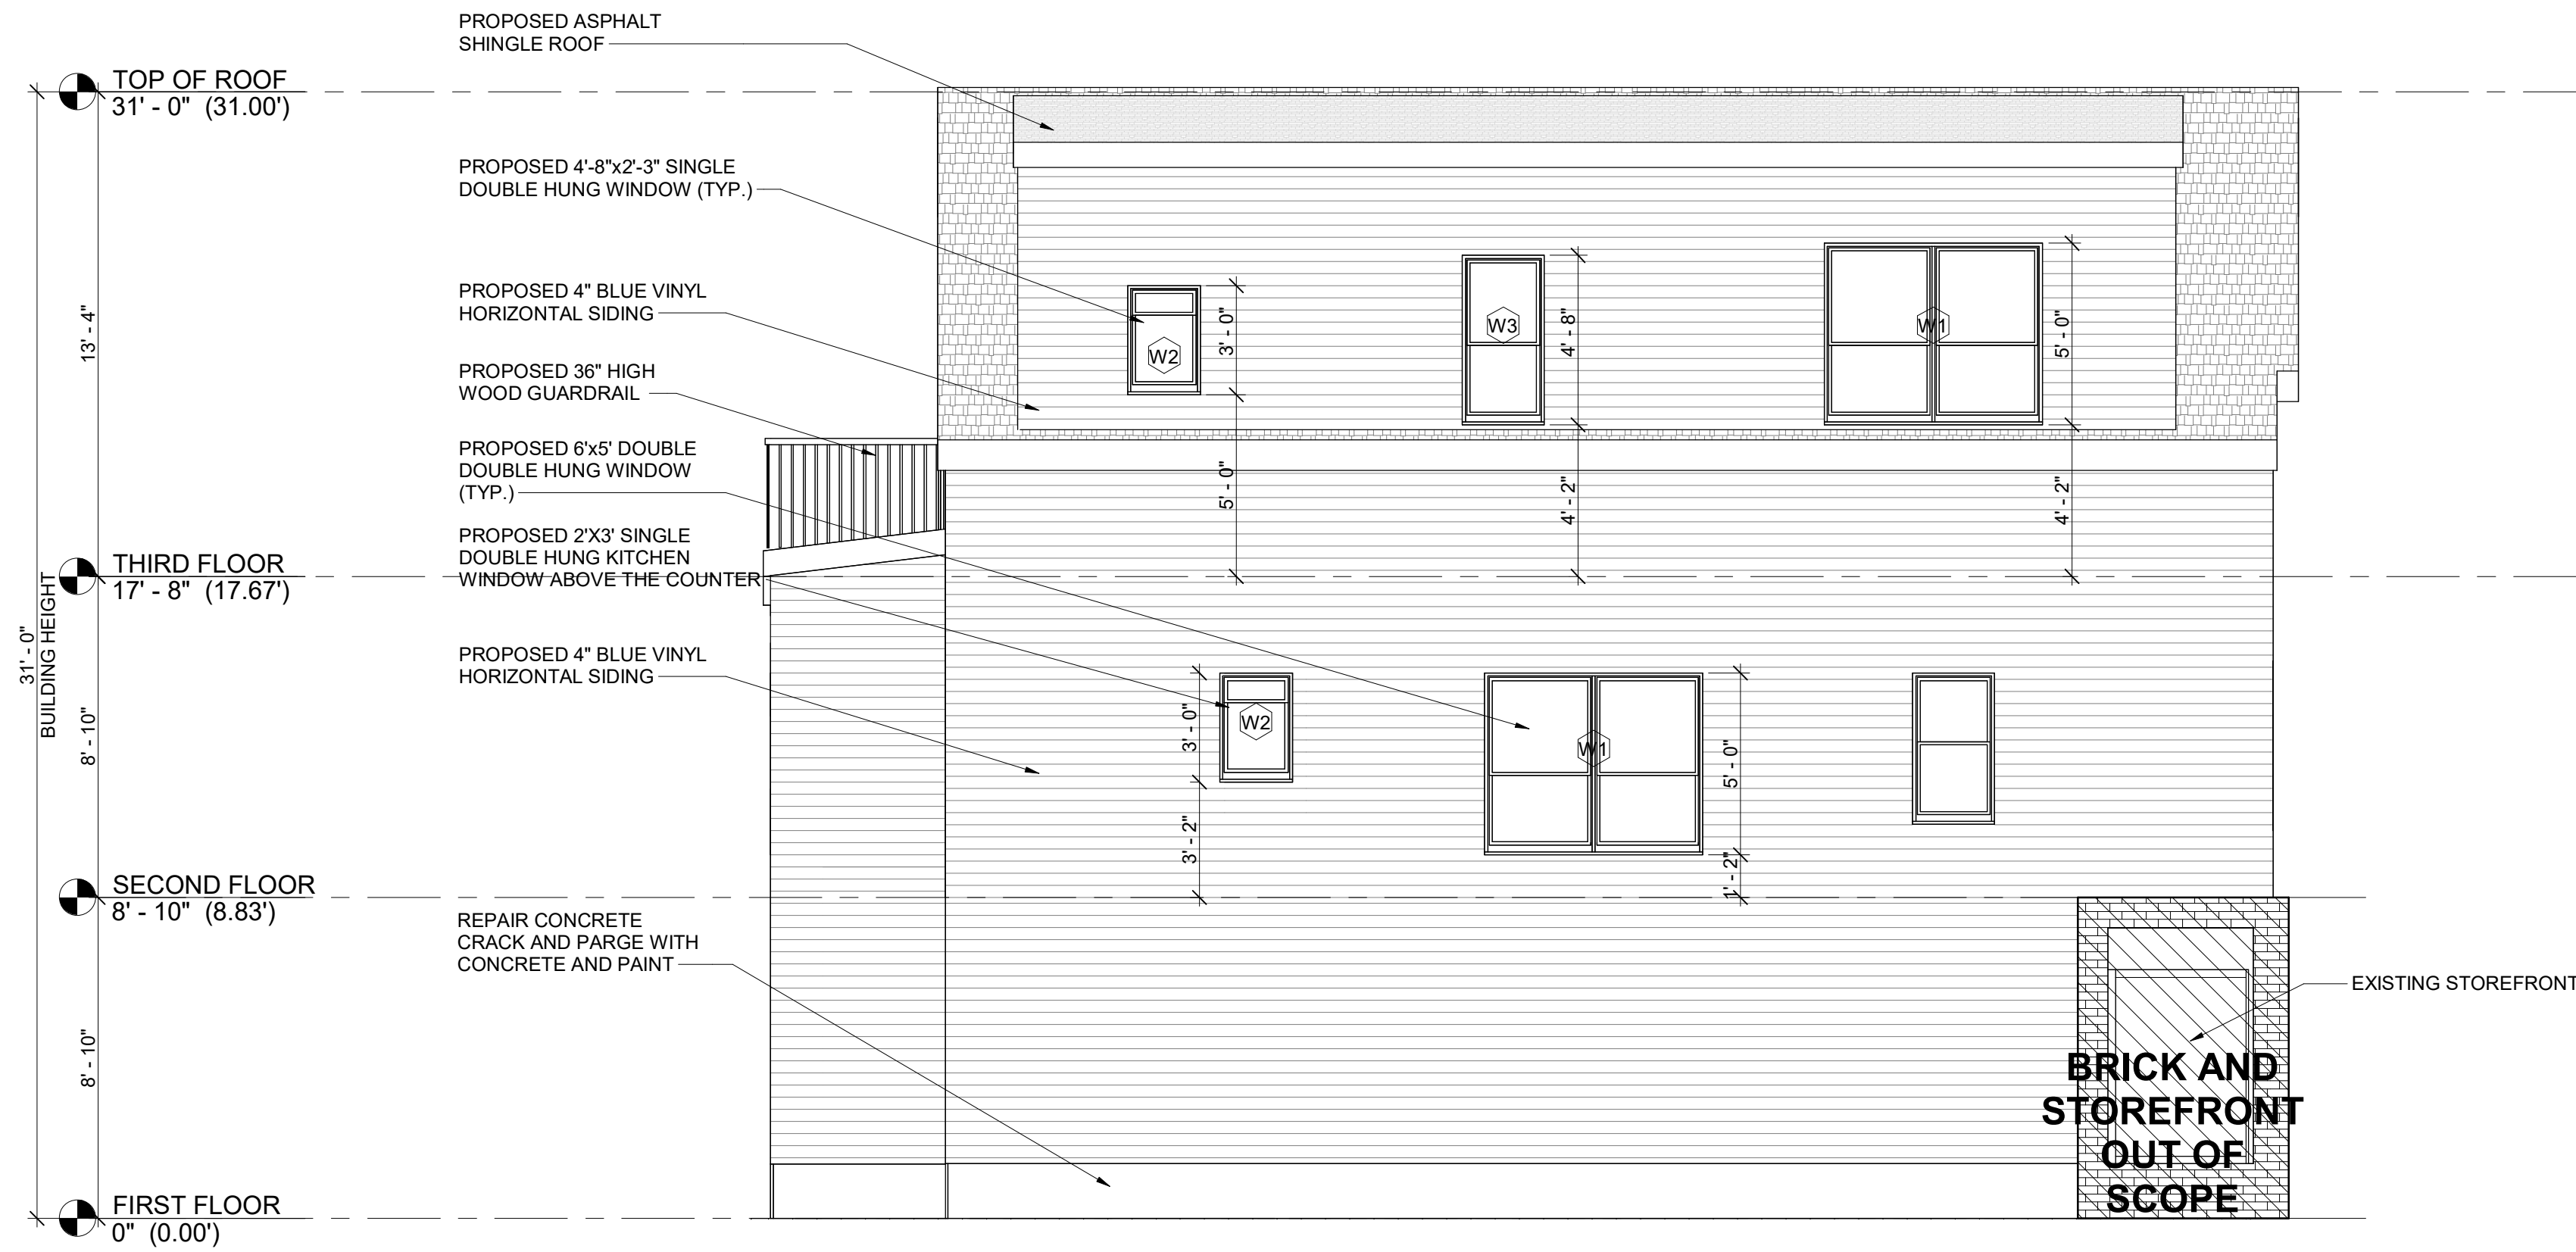 PROPOSED ASPHALT
SHINGLE ROOF
TOP OF ROOF
31' - 0" (31.00')
PROPOSED 4'-8"x2'-3" SINGLE
DOUBLE HUNG WINDOW (TYP.)
PROPOSED 4" BLUE VINYL
HORIZONTAL SIDING
PROPOSED 36" HIGH
WOOD GUARDRAIL
PROPOSED 6'x5' DOUBLE
DOUBLE HUNG WINDOW
(TYP.)
PROPOSED 2'X3' SINGLE
DOUBLE HUNG KITCHEN
WINDOW ABOVE THE COUNTER
THIRD FLOOR
17' - 8" (17.67')
PROPOSED 4" BLUE VINYL
HORIZONTAL SIDING
SECOND FLOOR
8' - 10" (8.83')
REPAIR CONCRETE
CRACK AND PARGE WITH
CONCRETE AND PAINT
FIRST FLOOR
0" (0.00')
31' - 0"
BUILDING HEIGHT
13' - 4"
8' - 10"
8' - 10"
W2
3' - 0"
5' - 0"
W3
4' - 8"
4' - 2"
W1
5' - 0"
4' - 2"
3' - 0"
3' - 2"
W2
W1
5' - 0"
1' - 2"
EXISTING STOREFRONT
BRICK AND
STOREFRONT
OUT OF
SCOPE